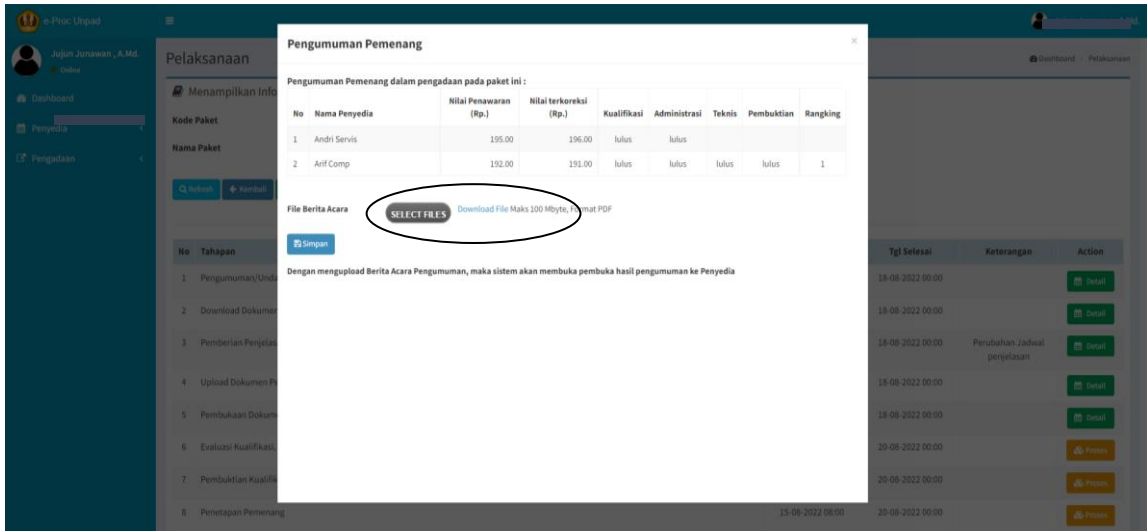 e-Proc Unpad
Jujun Junawan , A.Md.
Online
Dashboard
Penyedia
Pengadaan
Pelaksanaan
Dashboard / Pelaksanaan
Menampilkan Info
Kode Paket
Nama Paket
Refresh Kembali
Pengumuman Pemenang ×
Pengumuman Pemenang dalam pengadaan pada paket ini :
No Nama Penyedia Nilai Penawaran (Rp.) Nilai terkoreksi (Rp.) Kualifikasi Administrasi Teknis Pembuktian Rangking
1 Andri Servis 195.00 196.00 lulus lulus
2 Arif Comp 192.00 191.00 lulus lulus lulus lulus 1
File Berita Acara SELECT FILES Download File Maks 100 Mbyte, Format PDF
Simpan
Dengan mengupload Berita Acara Pengumuman, maka sistem akan membuka pembuka hasil pengumuman ke Penyedia
No Tahapan Tgl Selesai Keterangan Action
1 Pengumuman/Unda 18-08-2022 00:00 Detail
2 Download Dokumen 18-08-2022 00:00 Detail
3 Pemberian Penjelas 18-08-2022 00:00 Perubahan Jadwal penjelasan Detail
4 Upload Dokumen Pe 18-08-2022 00:00 Detail
5 Pembukaan Dokume 18-08-2022 00:00 Detail
6 Evaluasi Kualifikasi, 20-08-2022 00:00 Proses
7 Pembuktian Kualifik 20-08-2022 00:00 Proses
8 Penetapan Pemenang 15-08-2022 08:00 20-08-2022 00:00 Proses